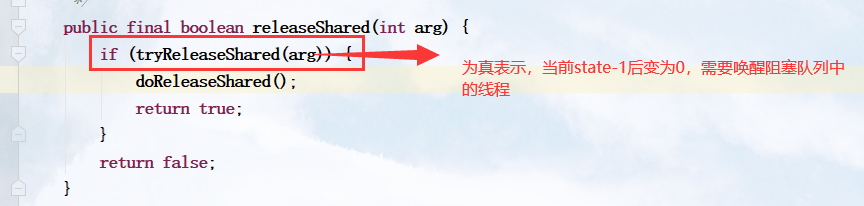 */
public final boolean releaseShared(int arg) {
if (tryReleaseShared(arg)) {
为真表示，当前state-1后变为0，需要唤醒阻塞队列中
的线程
doReleaseShared();
return true;
}
return false;
}